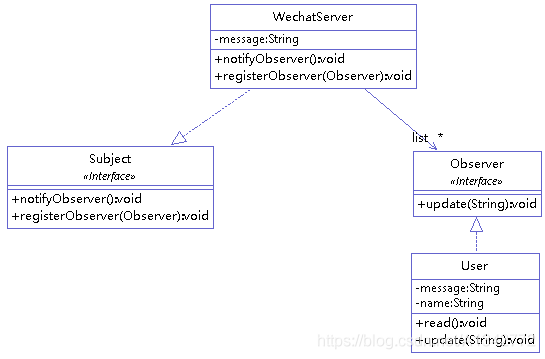 WechatServer
-message:String
+notifyObserver():void
+registerObserver(Observer):void
list *
Subject
«Interface»
+notifyObserver():void
+registerObserver(Observer):void
Observer
«Interface»
+update(String):void
User
-message:String
-name:String
+read():void
+update(String):void